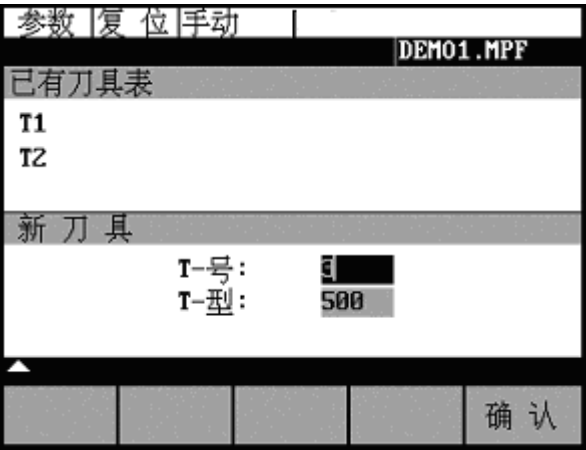 参数 复 位 手动
DEMO1.MPF
已有刀具表
T1
T2
新 刀 具
T-号: 3
T-型: 500
确 认